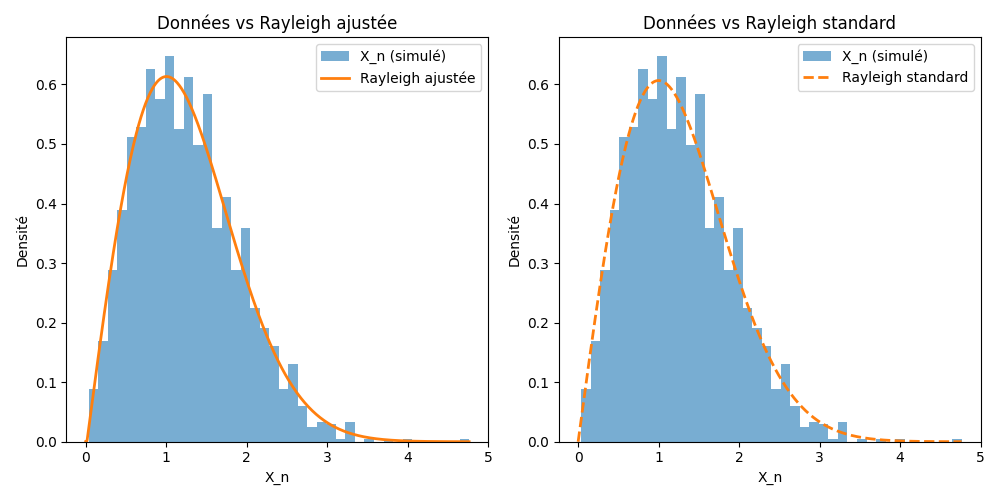 Données vs Rayleigh ajustée
X_n (simulé)
Rayleigh ajustée
Densité
0.6
0.5
0.4
0.3
0.2
0.1
0.0
0 1 2 3 4 5
X_n
Données vs Rayleigh standard
X_n (simulé)
Rayleigh standard
Densité
0.6
0.5
0.4
0.3
0.2
0.1
0.0
0 1 2 3 4 5
X_n